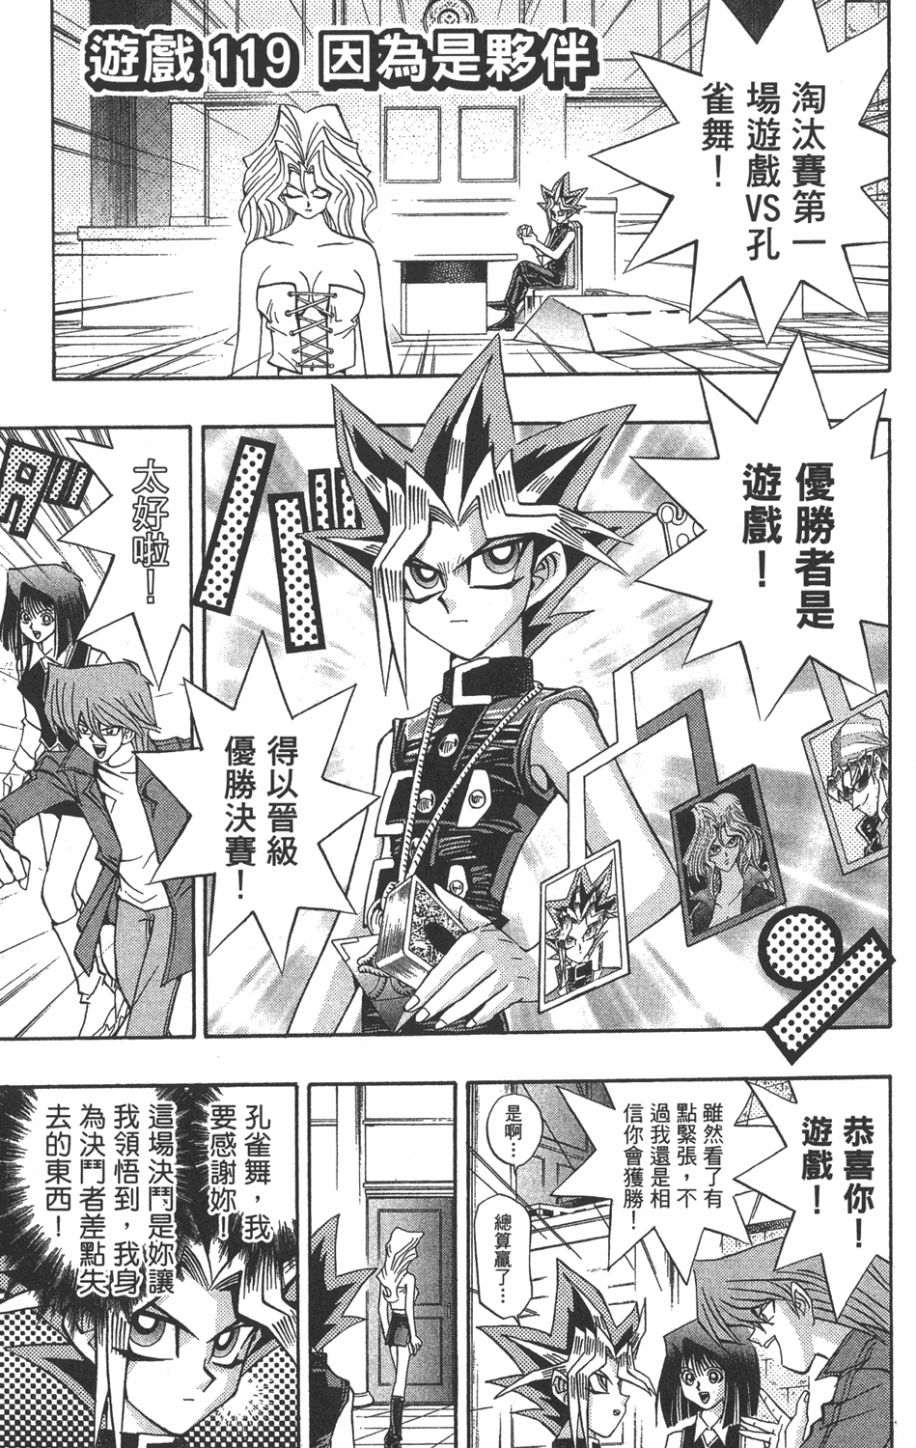 遊戲 119 因為是夥伴
淘汰賽第一
場遊戲VS孔
雀舞！
優勝者是
遊戲！
得以晉級
優勝決賽！
太好啦！
恭喜你！
遊戲！
雖然看了有
點緊張，不
過我還是相
信你會獲勝！
是啊…
總算贏了…
孔雀舞，我
要感謝妳！
這場決鬥是妳讓
我領悟到，我身
為決鬥者差點失
去的東西！